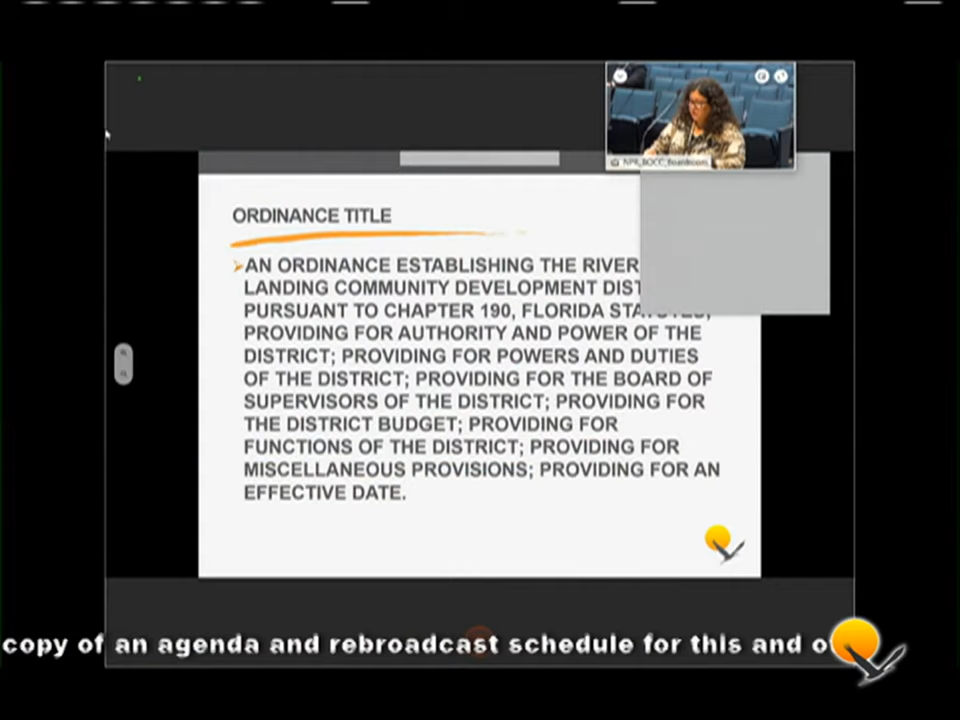 NPR_BOCC_Boardroom
ORDINANCE TITLE
AN ORDINANCE ESTABLISHING THE RIVER
LANDING COMMUNITY DEVELOPMENT DIST
PURSUANT TO CHAPTER 190, FLORIDA STATUTES;
PROVIDING FOR AUTHORITY AND POWER OF THE
DISTRICT; PROVIDING FOR POWERS AND DUTIES
OF THE DISTRICT; PROVIDING FOR THE BOARD OF
SUPERVISORS OF THE DISTRICT; PROVIDING FOR
THE DISTRICT BUDGET; PROVIDING FOR
FUNCTIONS OF THE DISTRICT; PROVIDING FOR
MISCELLANEOUS PROVISIONS; PROVIDING FOR AN
EFFECTIVE DATE.
copy of an agenda and rebroadcast schedule for this and o